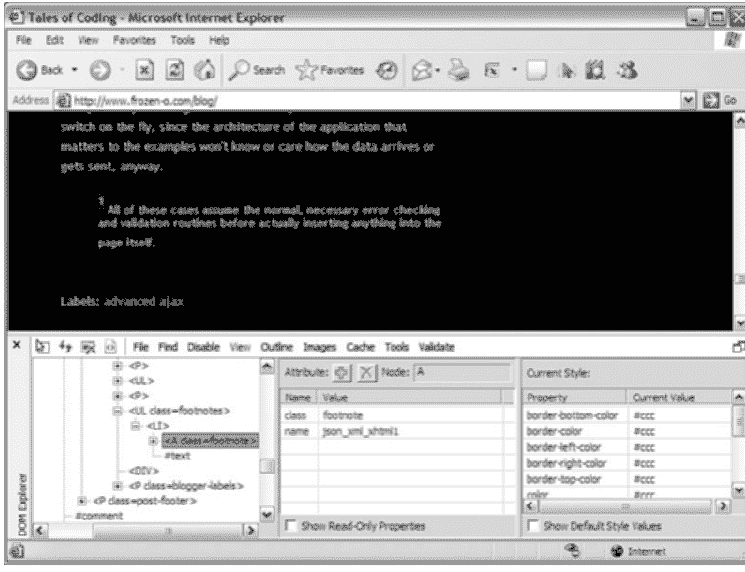 Tales of Coding - Microsoft Internet Explorer
File Edit View Favorites Tools Help
Back Search Favorites
Address http://www.frozen-o.com/blog/ Go
switch on the fly, since the architecture of the application that
matters to the examples won't know or care how the data arrives or
gets sent, anyway.
1 All of these cases assume the normal, necessary error checking
and validation routines before actually inserting anything into the
page itself.
Labels: advanced ajax
File Find Disable View Outline Images Cache Tools Validate
DOM Explorer
<P>
<UL>
<P>
<UL class=footnotes>
<LI>
<A class=footnote>
#text
<DIV>
<P class=blogger-labels>
<P class=post-footer>
#comment
Attribute: Node: A
Name Value
class footnote
name json_xml_xhtml1
Show Read-Only Properties
Current Style:
Property Current Value
border-bottom-color #ccc
border-color #ccc
border-left-color #ccc
border-right-color #ccc
border-top-color #ccc
color #ccc
Show Default Style Values
Internet